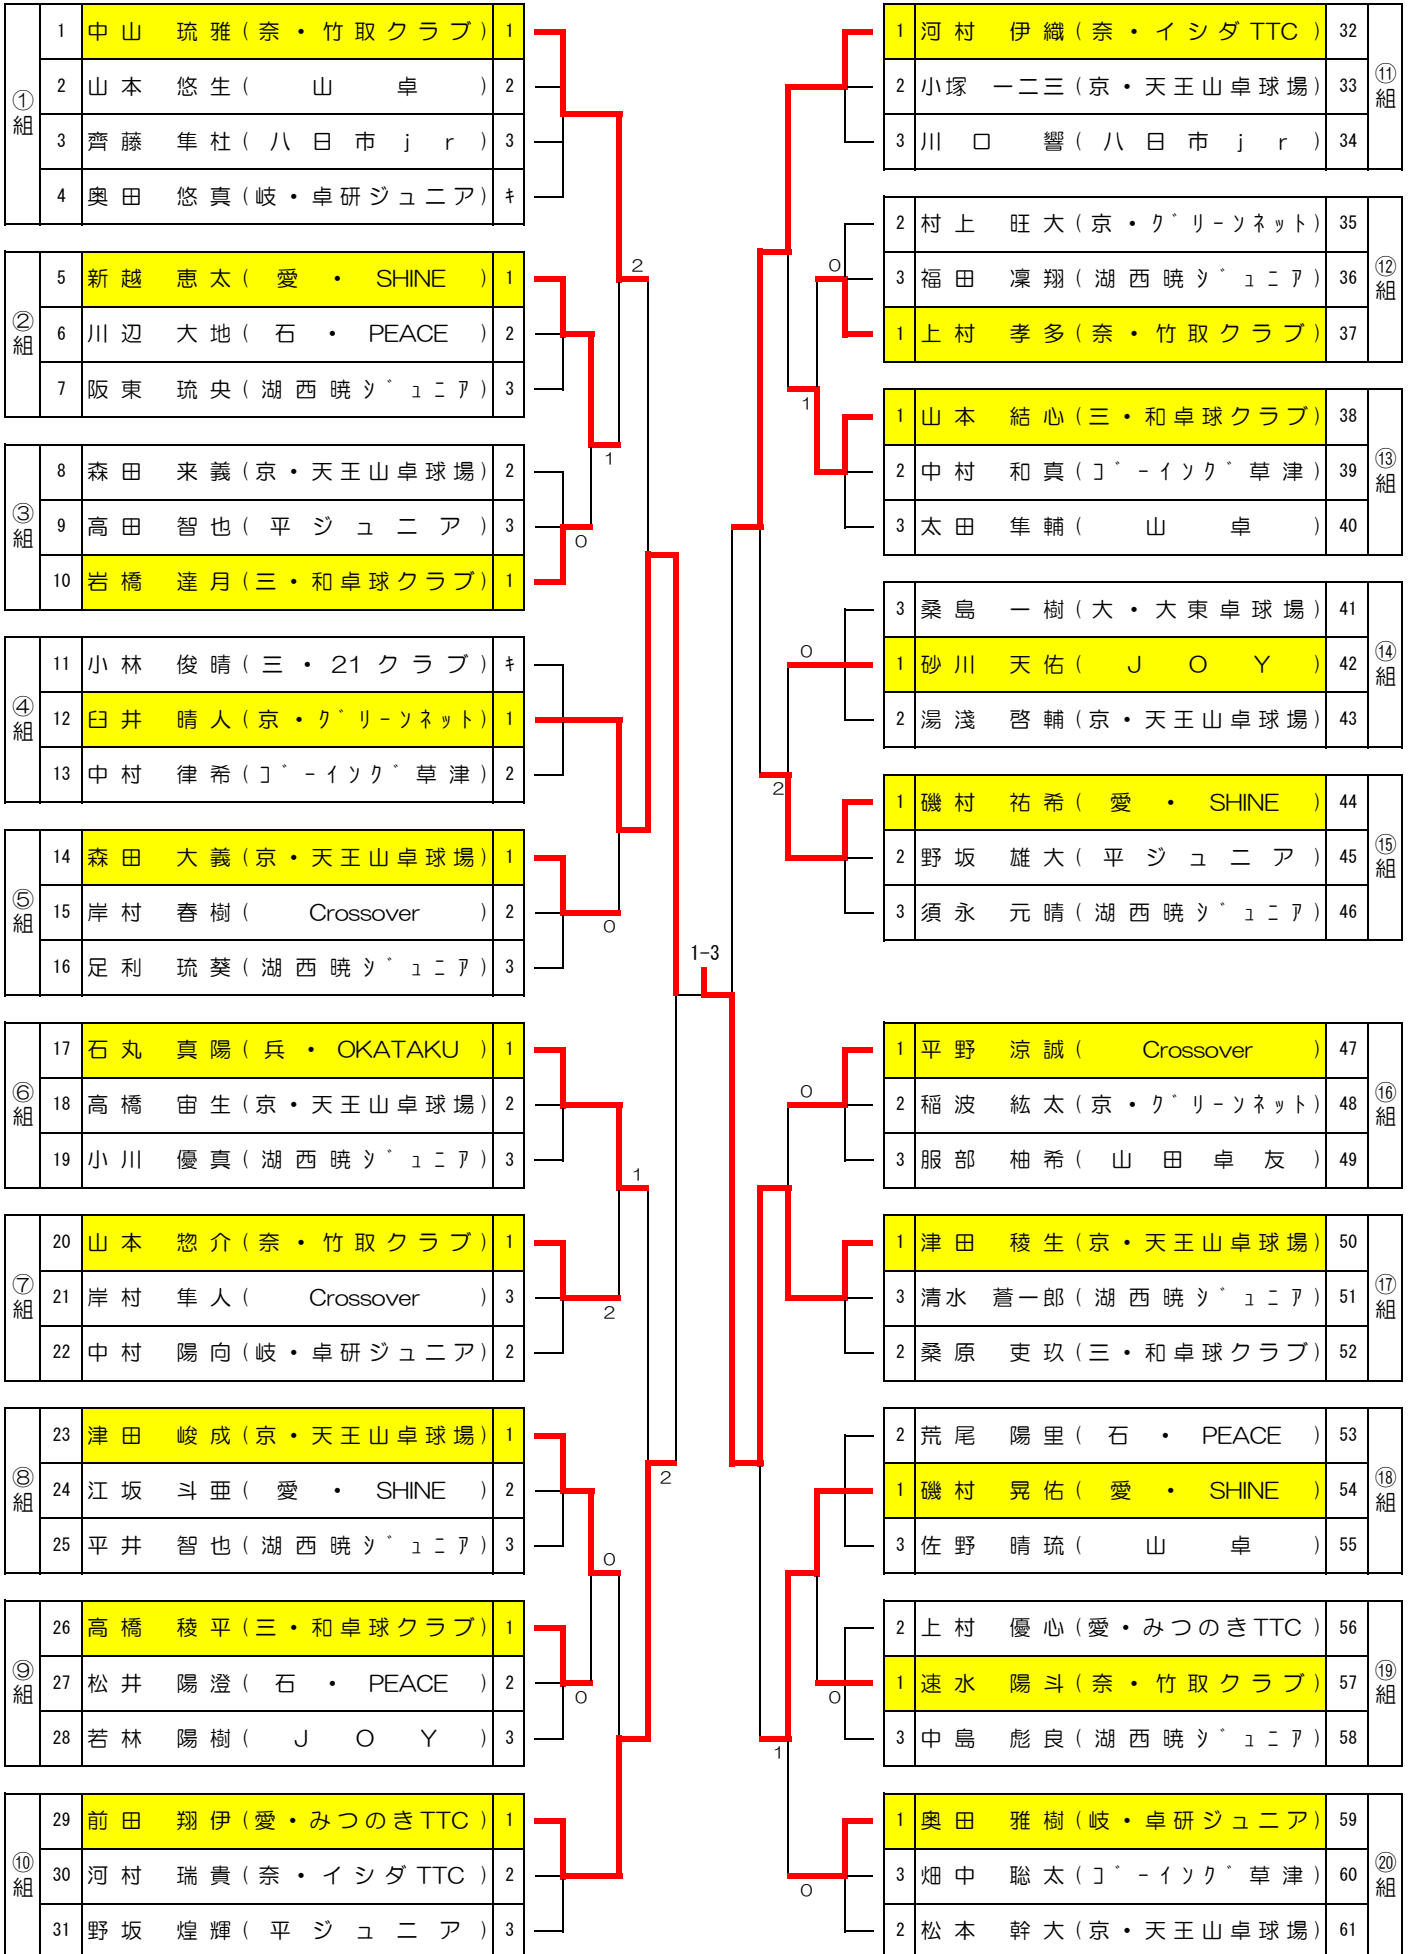 ①組
1 中山 琉雅(奈・竹取クラブ) 1
2 山本 悠生(山卓) 2
3 齊藤 隼杜(八日市jr) 3
4 奥田 悠真(岐・卓研ジュニア) ｷ
②組
5 新越 恵太(愛・SHINE) 1
6 川辺 大地(石・PEACE) 2
7 阪東 琉央(湖西暁ｼﾞｭﾆｱ) 3
③組
8 森田 来義(京・天王山卓球場) 2
9 高田 智也(平ジュニア) 3
10 岩橋 達月(三・和卓球クラブ) 1
④組
11 小林 俊晴(三・21クラブ) ｷ
12 臼井 晴人(京・ｸﾞﾘｰﾝﾈｯﾄ) 1
13 中村 律希(ｺﾞｰｲﾝｸﾞ草津) 2
⑤組
14 森田 大義(京・天王山卓球場) 1
15 岸村 春樹(Crossover) 2
16 足利 琉葵(湖西暁ｼﾞｭﾆｱ) 3
⑥組
17 石丸 真陽(兵・OKATAKU) 1
18 高橋 宙生(京・天王山卓球場) 2
19 小川 優真(湖西暁ｼﾞｭﾆｱ) 3
⑦組
20 山本 惣介(奈・竹取クラブ) 1
21 岸村 隼人(Crossover) 3
22 中村 陽向(岐・卓研ジュニア) 2
⑧組
23 津田 峻成(京・天王山卓球場) 1
24 江坂 斗亜(愛・SHINE) 2
25 平井 智也(湖西暁ｼﾞｭﾆｱ) 3
⑨組
26 高橋 稜平(三・和卓球クラブ) 1
27 松井 陽澄(石・PEACE) 2
28 若林 陽樹(JOY) 3
⑩組
29 前田 翔伊(愛・みつのきTTC) 1
30 河村 瑞貴(奈・イシダTTC) 2
31 野坂 煌輝(平ジュニア) 3
2
1
0
0
1
2
0
0
2
1-3
0
1
0
2
0
0
1
0
⑪組
1 河村 伊織(奈・イシダTTC) 32
2 小塚 一二三(京・天王山卓球場) 33
3 川口 響(八日市jr) 34
⑫組
2 村上 旺大(京・ｸﾞﾘｰﾝﾈｯﾄ) 35
3 福田 凜翔(湖西暁ｼﾞｭﾆｱ) 36
1 上村 孝多(奈・竹取クラブ) 37
⑬組
1 山本 結心(三・和卓球クラブ) 38
2 中村 和真(ｺﾞｰｲﾝｸﾞ草津) 39
3 太田 隼輔(山卓) 40
⑭組
3 桑島 一樹(大・大東卓球場) 41
1 砂川 天佑(JOY) 42
2 湯淺 啓輔(京・天王山卓球場) 43
⑮組
1 磯村 祐希(愛・SHINE) 44
2 野坂 雄大(平ジュニア) 45
3 須永 元晴(湖西暁ｼﾞｭﾆｱ) 46
⑯組
1 平野 涼誠(Crossover) 47
2 稲波 紘太(京・ｸﾞﾘｰﾝﾈｯﾄ) 48
3 服部 柚希(山田卓友) 49
⑰組
1 津田 稜生(京・天王山卓球場) 50
3 清水 蒼一郎(湖西暁ｼﾞｭﾆｱ) 51
2 桑原 吏玖(三・和卓球クラブ) 52
⑱組
2 荒尾 陽里(石・PEACE) 53
1 磯村 晃佑(愛・SHINE) 54
3 佐野 晴琉(山卓) 55
⑲組
2 上村 優心(愛・みつのきTTC) 56
1 速水 陽斗(奈・竹取クラブ) 57
3 中島 彪良(湖西暁ｼﾞｭﾆｱ) 58
⑳組
1 奥田 雅樹(岐・卓研ジュニア) 59
3 畑中 聡太(ｺﾞｰｲﾝｸﾞ草津) 60
2 松本 幹大(京・天王山卓球場) 61